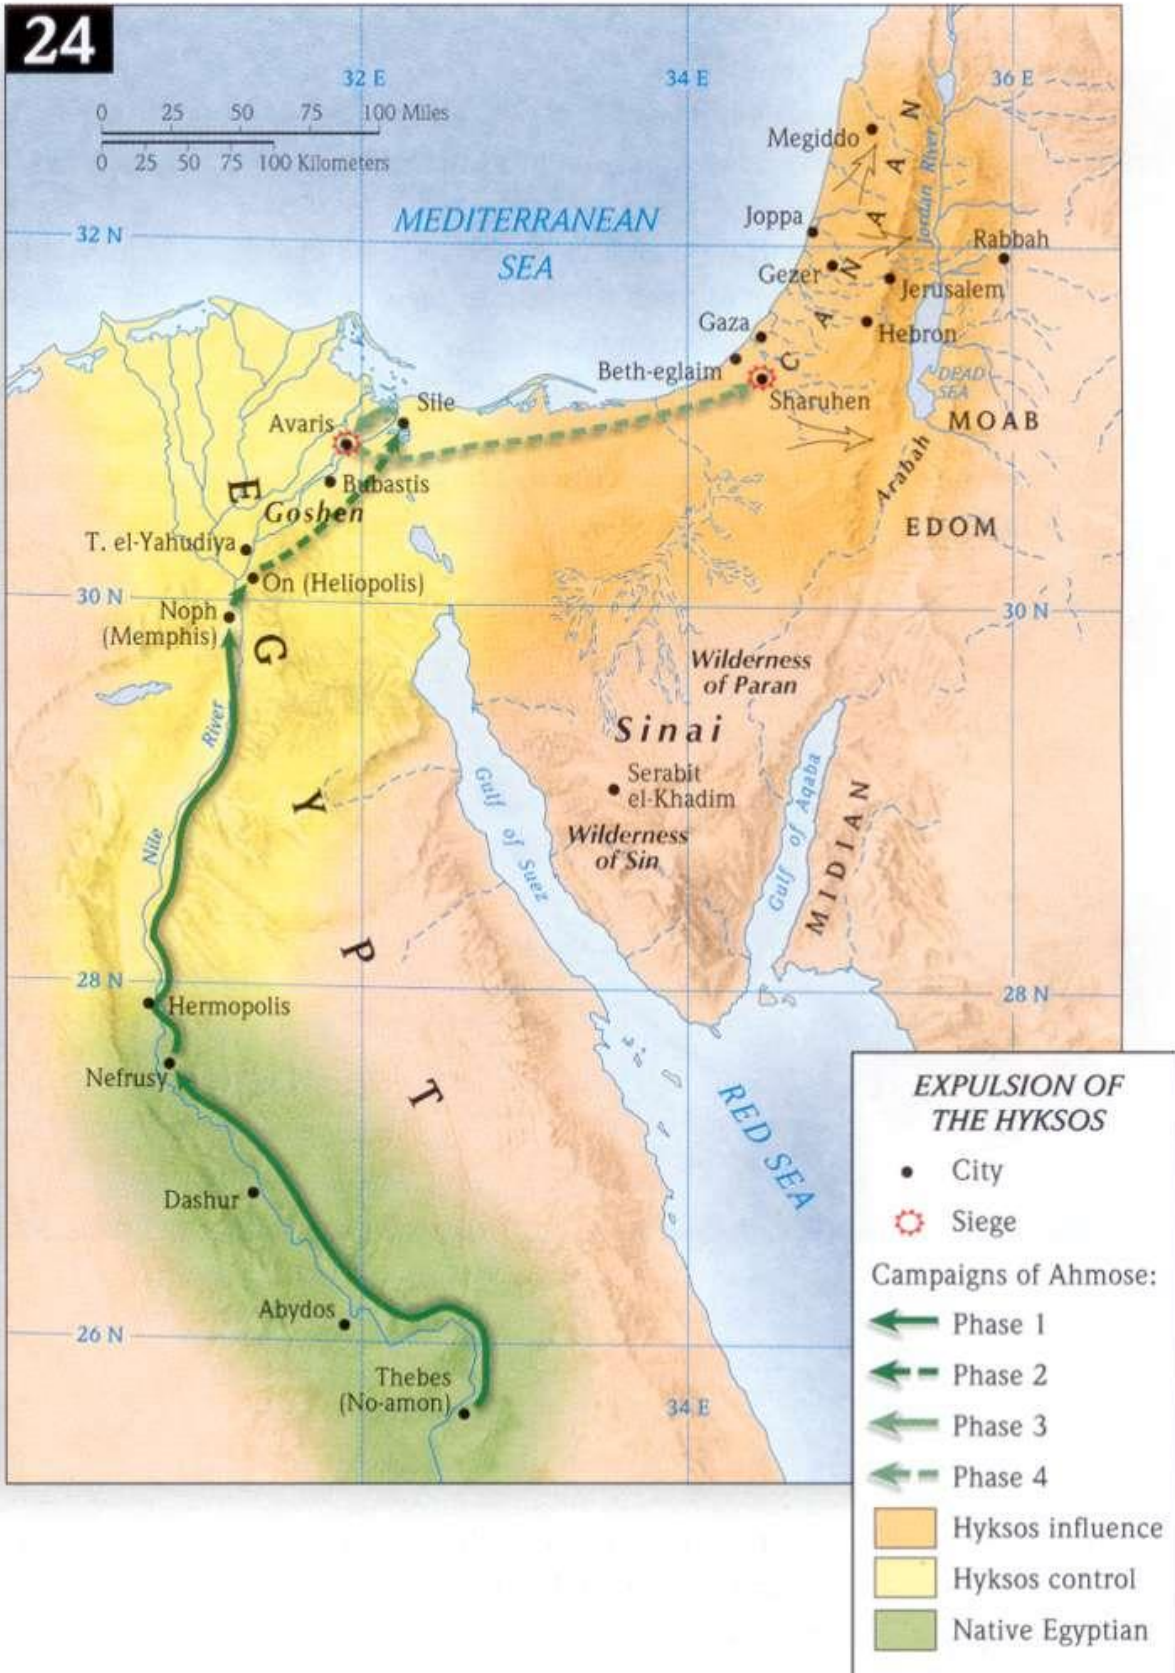 24
32 E
34 E
36 E
0 25 50 75 100 Miles
0 25 50 75 100 Kilometers
MEDITERRANEAN
SEA
32 N
Megiddo
Joppa
Gezer
Gaza
Beth-eglaim
Sharuhen
Jordan River
Rabbah
Jerusalem
Hebron
CANAAN
DEAD
SEA
MOAB
Arabah
EDOM
Sile
Avaris
Bubastis
Goshen
T. el-Yahudiya
On (Heliopolis)
30 N
30 N
Noph
(Memphis)
EGYPT
Wilderness
of Paran
Sinai
Serabit
el-Khadim
Wilderness
of Sin
Gulf of Suez
Gulf of Aqaba
MIDIAN
Nile River
28 N
28 N
Hermopolis
Nefrusy
Dashur
Abydos
26 N
Thebes
(No-amon)
34 E
RED SEA
EXPULSION OF
THE HYKSOS
City
Siege
Campaigns of Ahmose:
Phase 1
Phase 2
Phase 3
Phase 4
Hyksos influence
Hyksos control
Native Egyptian